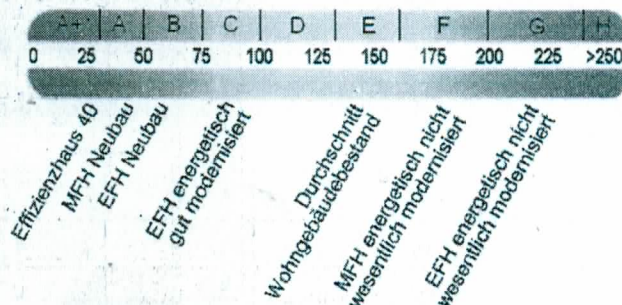 A+ A B C D E F G H
0 25 50 75 100 125 150 175 200 225 >250
Effizienzhaus 40
MFH Neubau
EFH Neubau
EFH energetisch
gut modernisiert
Durchschnitt
Wohngebäudebestand
MFH energetisch nicht
wesentlich modernisiert
EFH energetisch nicht
wesentlich modernisiert